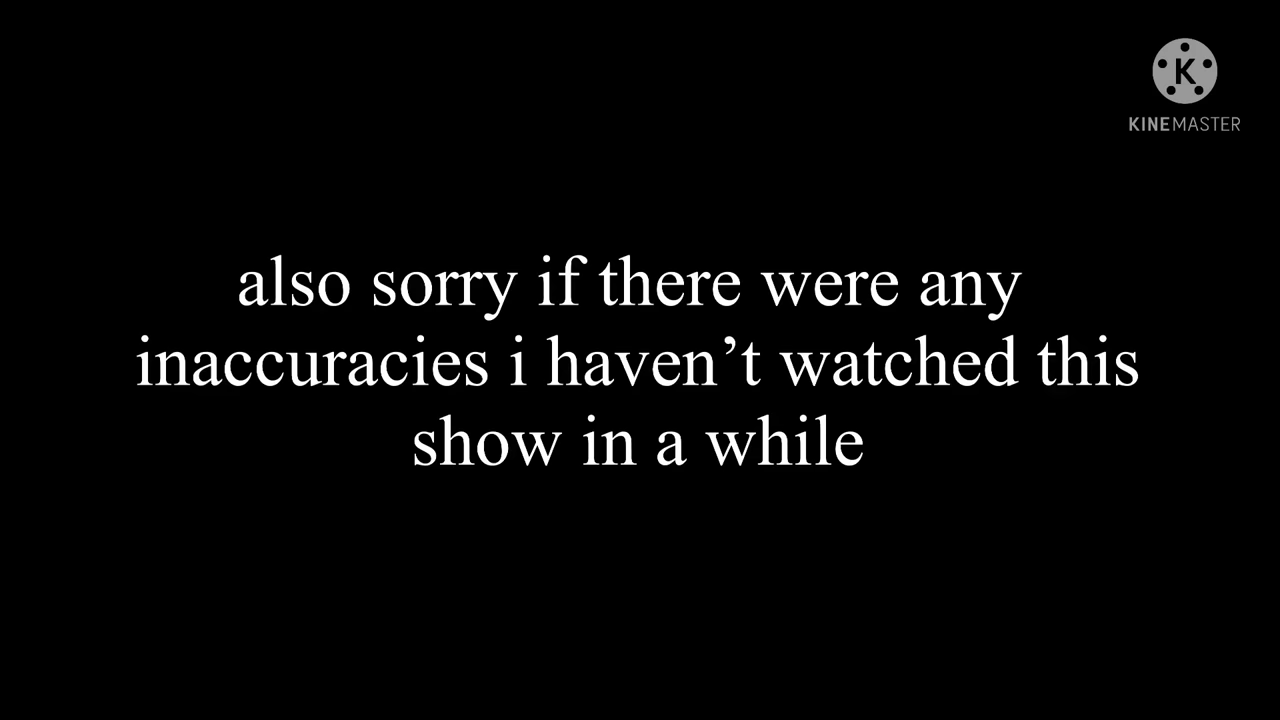 K
KINEMASTER
also sorry if there were any
inaccuracies i haven’t watched this
show in a while